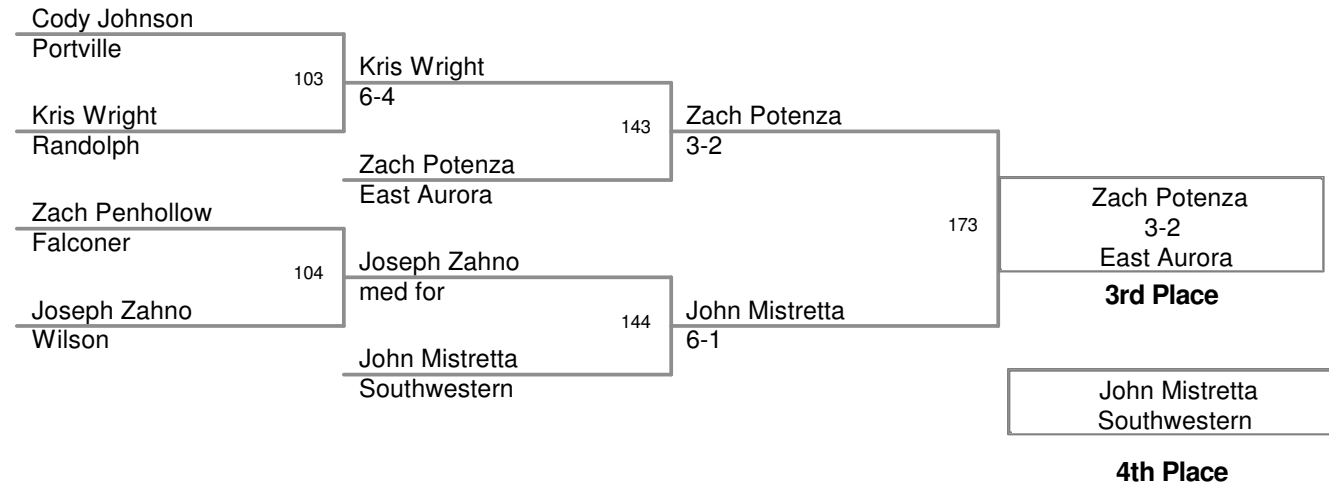 Cody Johnson
Portville
103
Kris Wright
6-4
Kris Wright
Randolph
143
Zach Potenza
3-2
Zach Potenza
East Aurora
Zach Penhollow
Falconer
104
Joseph Zahno
med for
Joseph Zahno
Wilson
144
John Mistretta
6-1
John Mistretta
Southwestern
173
Zach Potenza
3-2
East Aurora
3rd Place
John Mistretta
Southwestern
4th Place